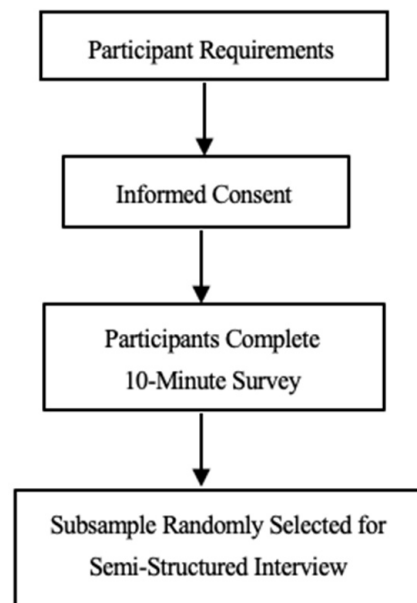 Participant Requirements
Informed Consent
Participants Complete
10-Minute Survey
Subsample Randomly Selected for
Semi-Structured Interview